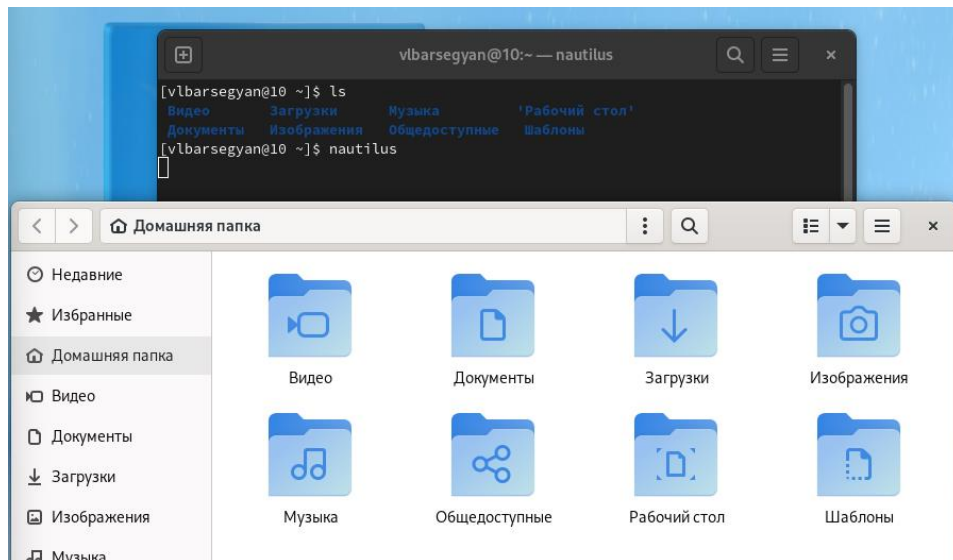 vlbarsegyan@10:~ — nautilus
[vlbarsegyan@10 ~]$ ls
Видео Загрузки Музыка 'Рабочий стол'
Документы Изображения Общедоступные Шаблоны
[vlbarsegyan@10 ~]$ nautilus
Домашняя папка
Недавние
Избранные
Домашняя папка
Видео
Документы
Загрузки
Изображения
Музыка
Видео Документы Загрузки Изображения
Музыка Общедоступные Рабочий стол Шаблоны